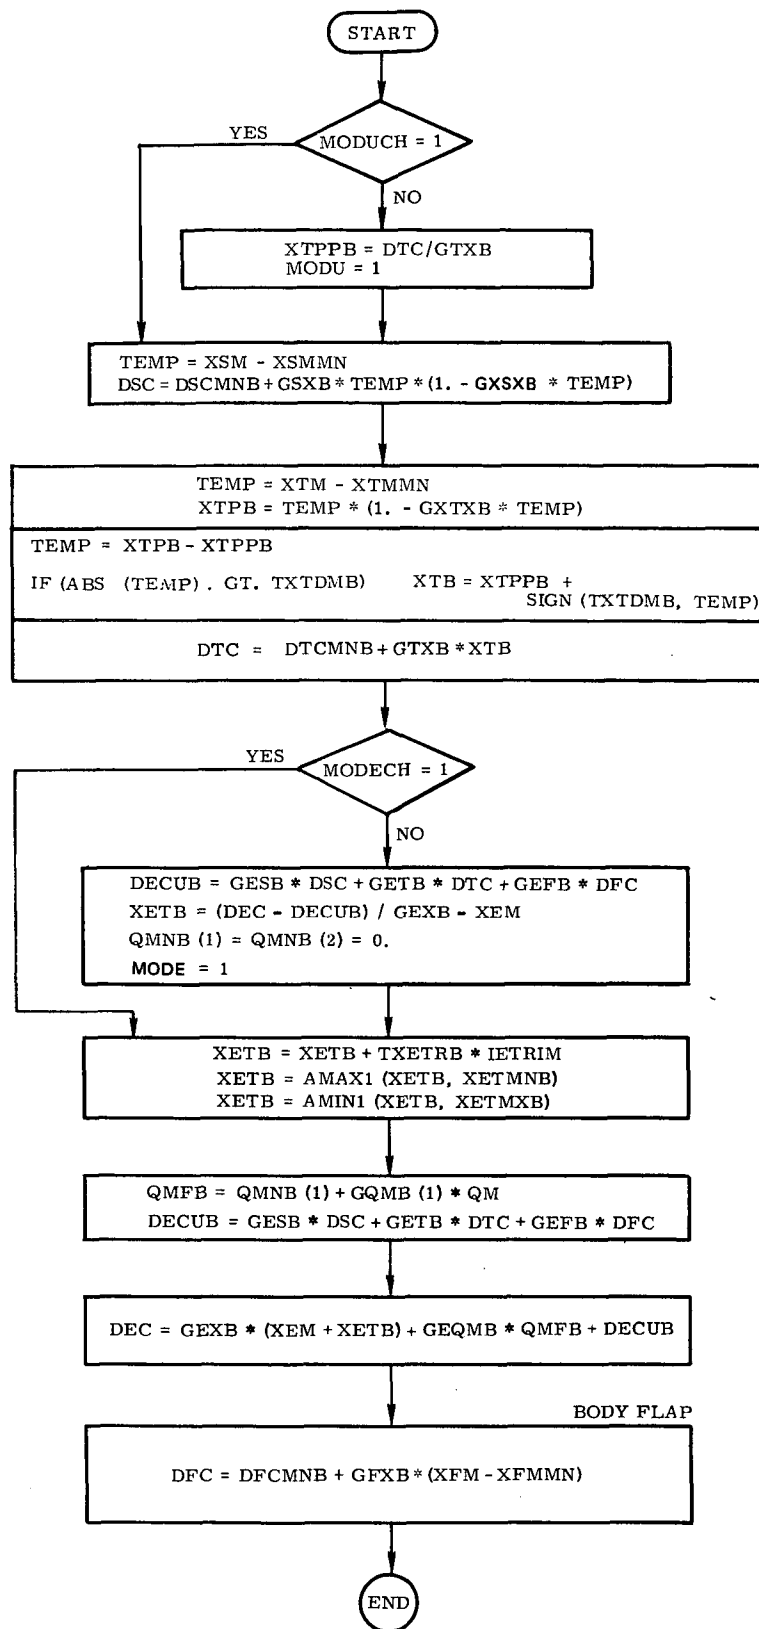 START
YES
MODUCH = 1
NO
XTPPB = DTC/GTXB
MODU = 1
TEMP = XSM - XSMMN
DSC = DSCMNB + GSXB * TEMP * (1. - GXSXB * TEMP)
TEMP = XTM - XTMMN
XTPB = TEMP * (1. - GXTXB * TEMP)
TEMP = XTPB - XTPPB
IF (ABS (TEMP) . GT. TXTDMB) XTB = XTPPB +
SIGN (TXTDMB, TEMP)
DTC = DTCMNB + GTXB * XTB
YES
MODECH = 1
NO
DECUB = GESB * DSC + GETB * DTC + GEFB * DFC
XETB = (DEC - DECUB) / GEXB - XEM
QMNB (1) = QMNB (2) = 0.
MODE = 1
XETB = XETB + TXETRB * IETRIM
XETB = AMAX1 (XETB, XETMNB)
XETB = AMIN1 (XETB, XETMXB)
QMFB = QMNB (1) + GQMB (1) * QM
DECUB = GESB * DSC + GETB * DTC + GEFB * DFC
DEC = GEXB * (XEM + XETB) + GEQMB * QMFB + DECUB
BODY FLAP
DFC = DFCMNB + GFXB * (XFM - XFMMN)
END